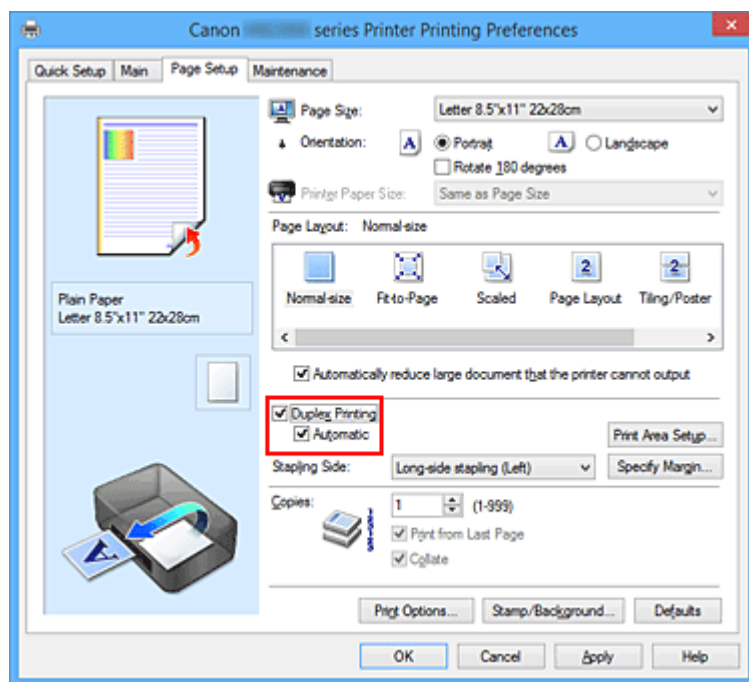 Canon series Printer Printing Preferences
Quick Setup Main Page Setup Maintenance
Page Size: Letter 8.5"x11" 22x28cm
Orientation: A Portrait A Landscape
Rotate 180 degrees
Printer Paper Size: Same as Page Size
Page Layout: Normal-size
2 2
Normal-size Fit-to-Page Scaled Page Layout Tiling/Poster
Plain Paper
Letter 8.5"x11" 22x28cm
Automatically reduce large document that the printer cannot output
Duplex Printing
Automatic
Print Area Setup...
Stapling Side: Long-side stapling (Left) Specify Margin...
Copies: 1 (1-999)
Print from Last Page
Collate
A
Print Options... Stamp/Background... Defaults
OK Cancel Apply Help